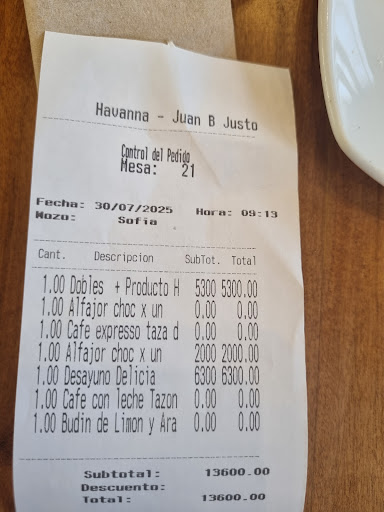 Havanna - Juan B Justo
Control del Pedido
Mesa: 21
Fecha: 30/07/2025 Hora: 09:13
Mozo: Sofia
Cant. Descripcion SubTot. Total
1.00 Dobles + Producto H 5300 5300.00
1.00 Alfajor choc x un 0.00 0.00
1.00 Cafe expresso taza d 0.00 0.00
1.00 Alfajor choc x un 2000 2000.00
1.00 Desayuno Delicia 6300 6300.00
1.00 Cafe con leche Tazon 0.00 0.00
1.00 Budin de Limon y Ara 0.00 0.00
Subtotal: 13600.00
Descuento:
Total: 13600.00